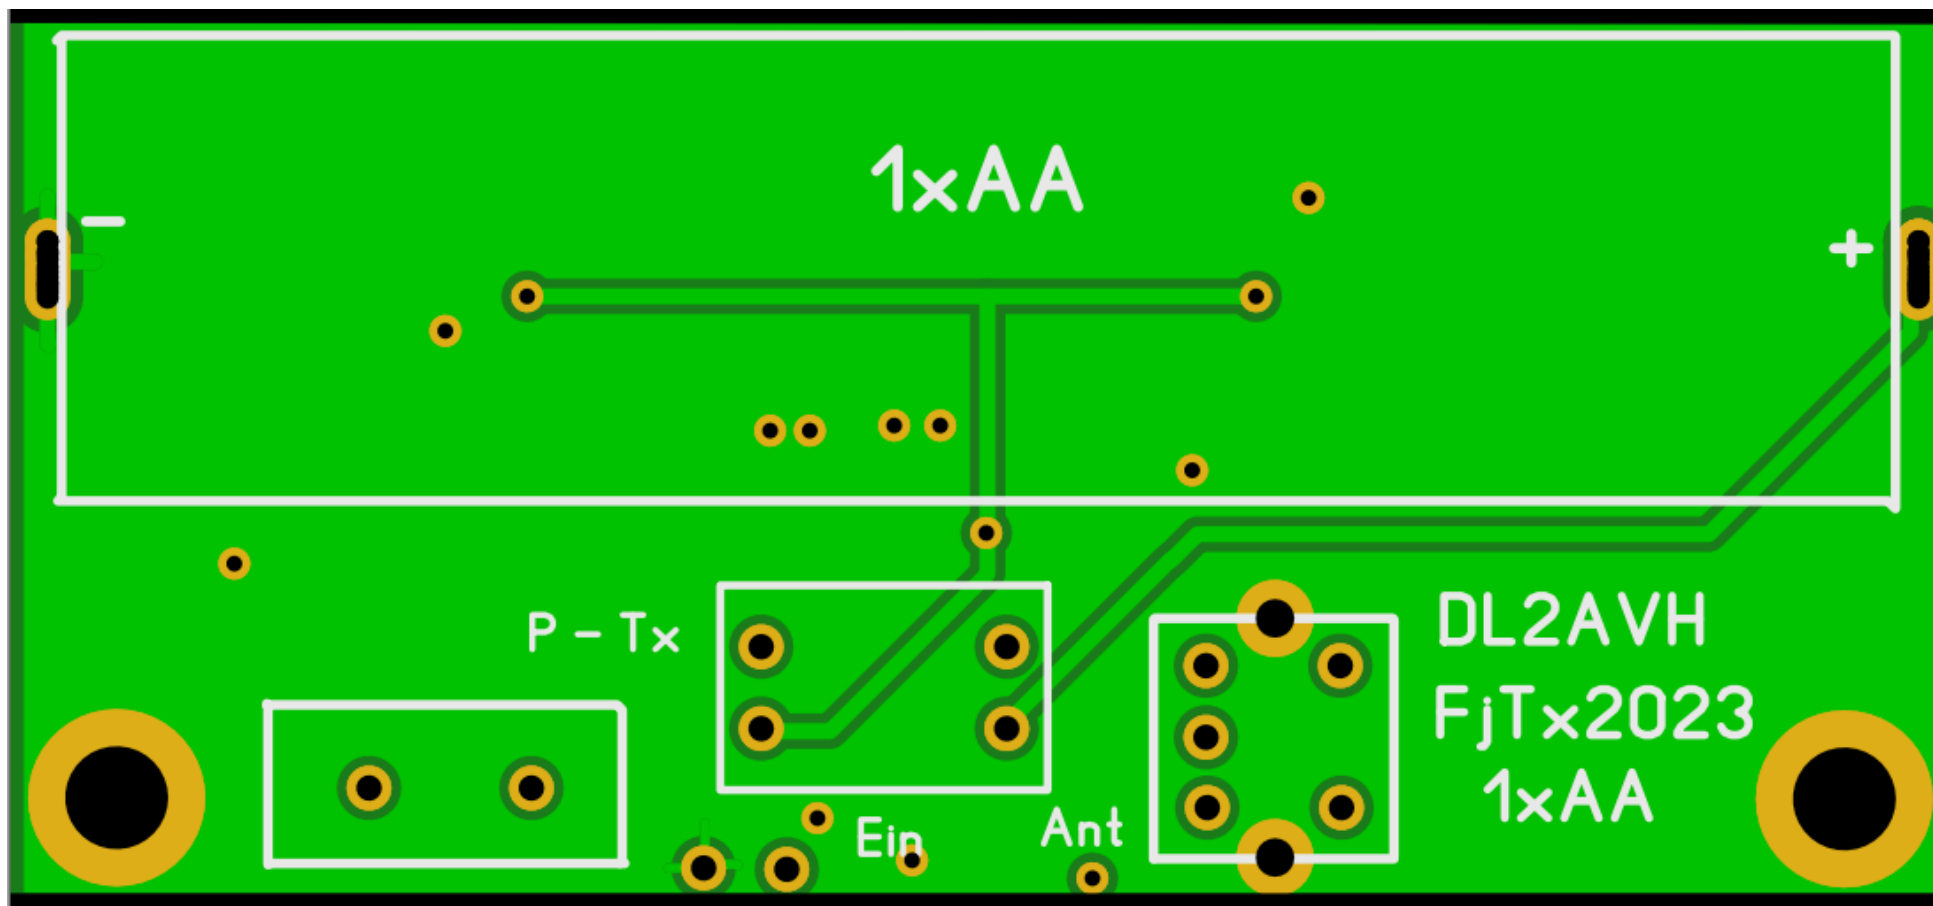 1xAA
-
+
P - Tx
DL2AVH
FjTx2023
1xAA
Ein
Ant